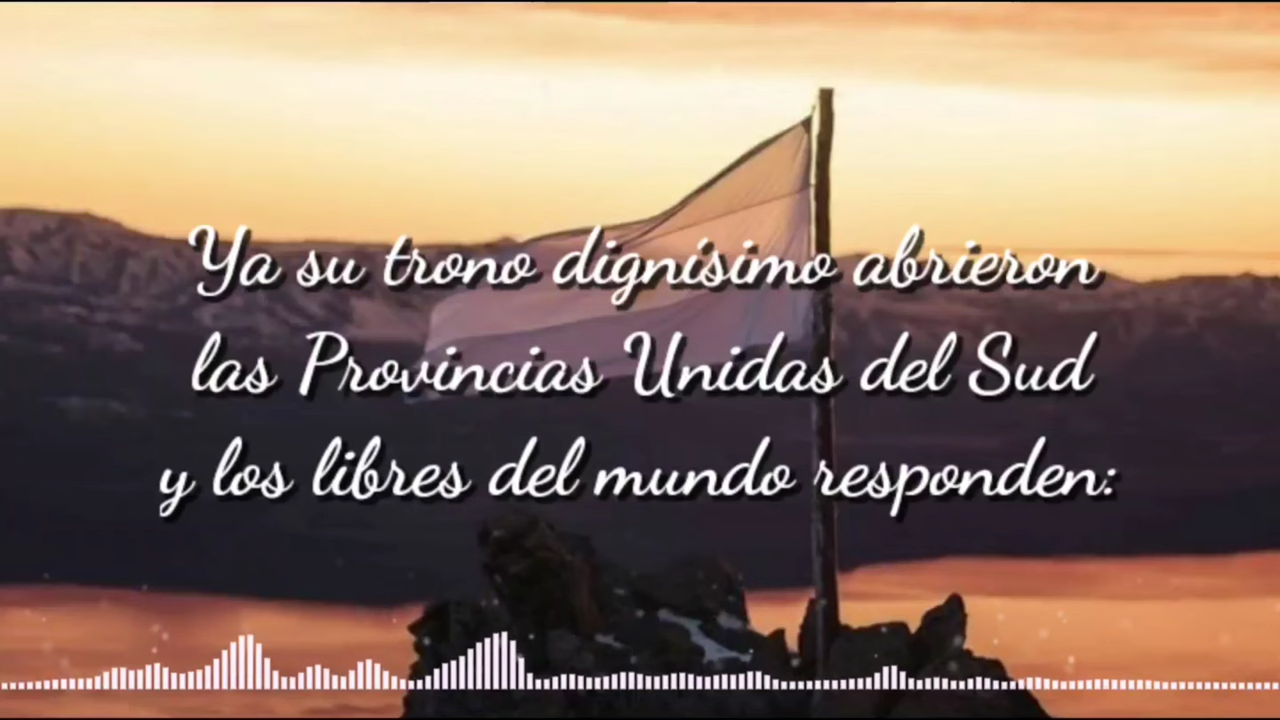 Ya su trono dignísimo abrieron
las Provincias Unidas del Sud
y los libres del mundo responden: